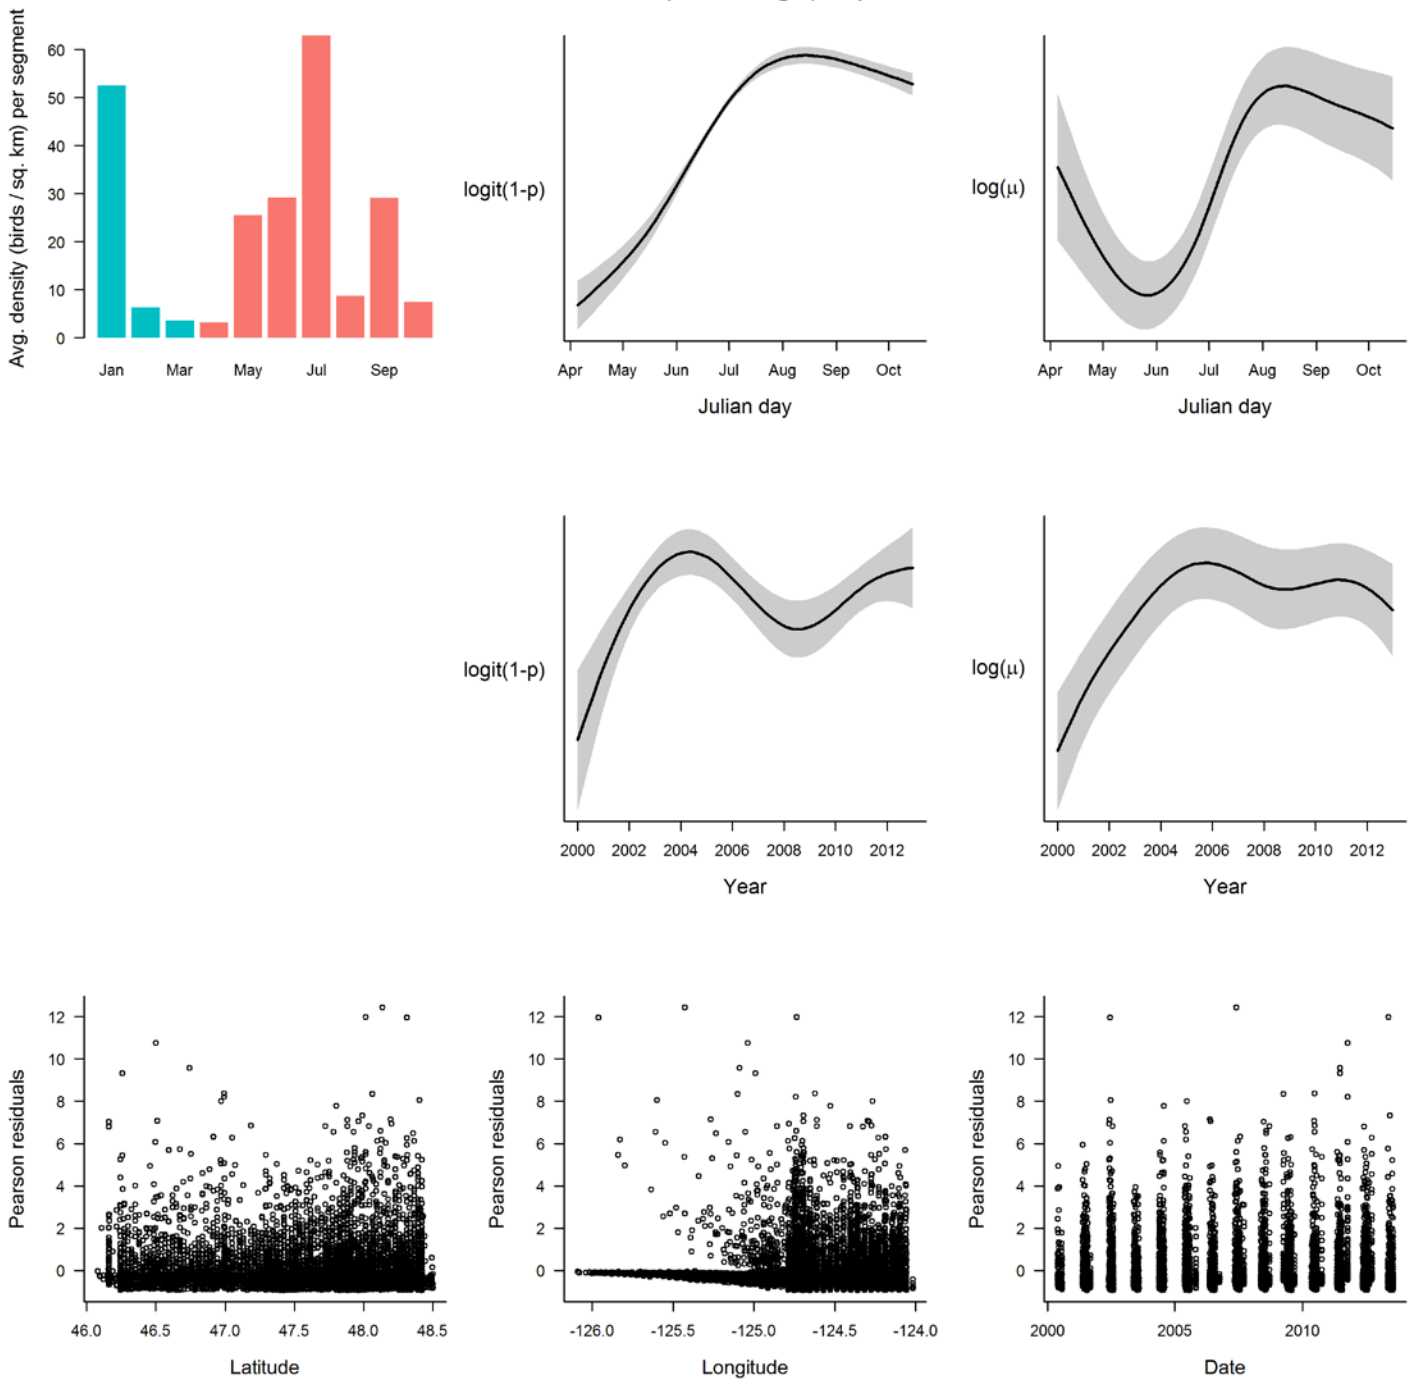 Avg. density (birds / sq. km) per segment
60
50
40
30
20
10
0
Jan Mar May Jul Sep
logit(1-p)
Apr May Jun Jul Aug Sep Oct
Julian day
log(μ)
Apr May Jun Jul Aug Sep Oct
Julian day
logit(1-p)
2000 2002 2004 2006 2008 2010 2012
Year
log(μ)
2000 2002 2004 2006 2008 2010 2012
Year
Pearson residuals
12
10
8
6
4
2
0
46.0 46.5 47.0 47.5 48.0 48.5
Latitude
Pearson residuals
12
10
8
6
4
2
0
-126.0 -125.5 -125.0 -124.5 -124.0
Longitude
Pearson residuals
12
10
8
6
4
2
0
2000 2005 2010
Date